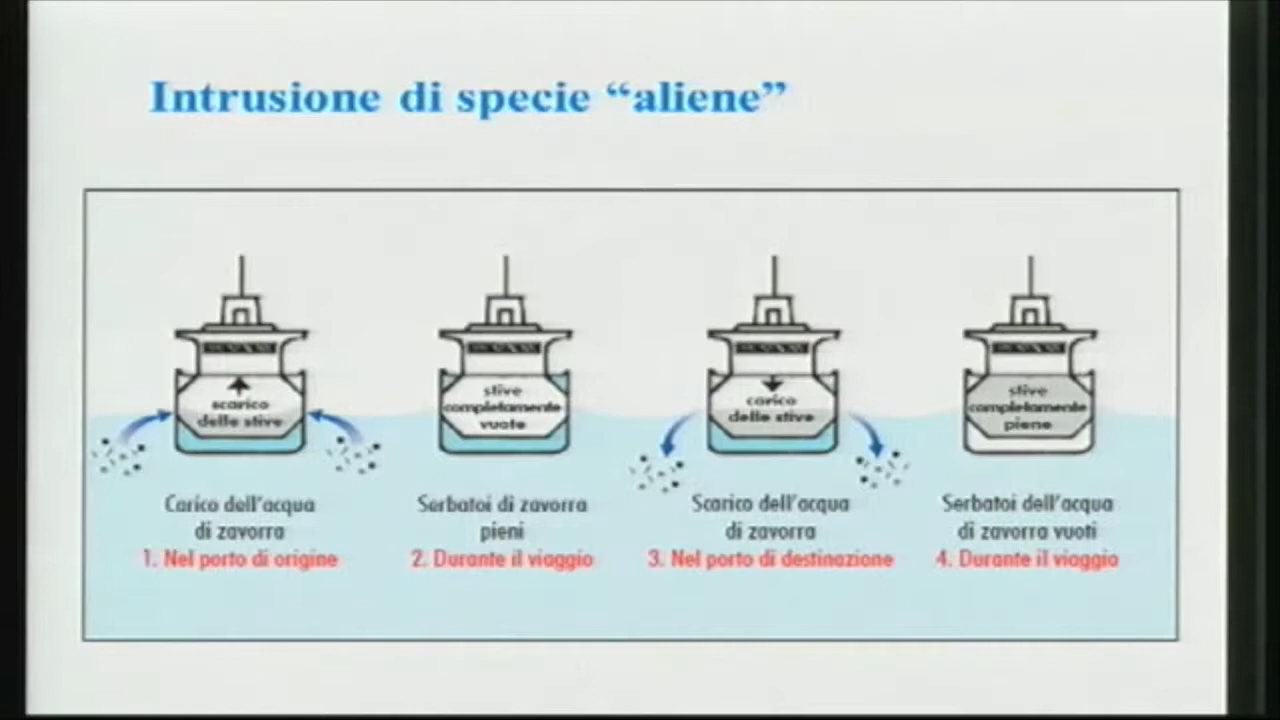 Intrusione di specie “aliene”
scarico
delle stive
stive
completamente
vuote
carico
delle stive
stive
completamente
piene
Carico dell'acqua
di zavorra
1. Nel porto di origine
Serbatoi di zavorra
pieni
2. Durante il viaggio
Scarico dell'acqua
di zavorra
3. Nel porto di destinazione
Serbatoi dell'acqua
di zavorra vuoti
4. Durante il viaggio